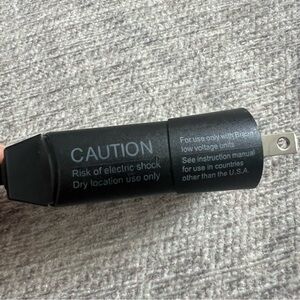 CAUTION
Risk of electric shock
Dry location use only
For use only with Braun
low voltage units
See instruction manual
for use in countries
other than the U.S.A.